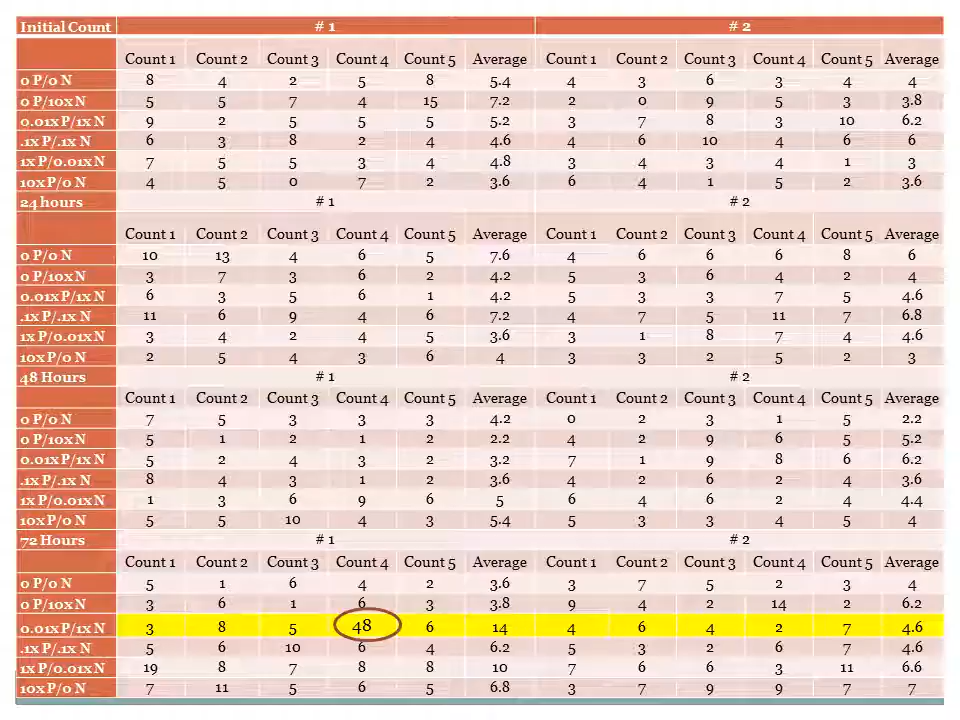 Initial Count # 1 # 2
Count 1 Count 2 Count 3 Count 4 Count 5 Average Count 1 Count 2 Count 3 Count 4 Count 5 Average
0 P/0 N 8 4 2 5 8 5.4 4 3 6 3 4 4
0 P/10x N 5 5 7 4 15 7.2 2 0 9 5 3 3.8
0.01x P/1x N 9 2 5 5 5 5.2 3 7 8 3 10 6.2
.1x P/.1x N 6 3 8 2 4 4.6 4 6 10 4 6 6
1x P/0.01x N 7 5 5 3 4 4.8 3 4 3 4 1 3
10x P/0 N 4 5 0 7 2 3.6 6 4 1 5 2 3.6
24 hours # 1 # 2
Count 1 Count 2 Count 3 Count 4 Count 5 Average Count 1 Count 2 Count 3 Count 4 Count 5 Average
0 P/0 N 10 13 4 6 5 7.6 4 6 6 6 8 6
0 P/10x N 3 7 3 6 2 4.2 5 3 6 4 2 4
0.01x P/1x N 6 3 5 6 1 4.2 5 3 3 7 5 4.6
.1x P/.1x N 11 6 9 4 6 7.2 4 7 5 11 7 6.8
1x P/0.01x N 3 4 2 4 5 3.6 3 1 8 7 4 4.6
10x P/0 N 2 5 4 3 6 4 3 3 2 5 2 3
48 Hours # 1 # 2
Count 1 Count 2 Count 3 Count 4 Count 5 Average Count 1 Count 2 Count 3 Count 4 Count 5 Average
0 P/0 N 7 5 3 3 3 4.2 0 2 3 1 5 2.2
0 P/10x N 5 1 2 1 2 2.2 4 2 9 6 5 5.2
0.01x P/1x N 5 2 4 3 2 3.2 7 1 9 8 6 6.2
.1x P/.1x N 8 4 3 1 2 3.6 4 2 6 2 4 3.6
1x P/0.01x N 1 3 6 9 6 5 6 4 6 2 4 4.4
10x P/0 N 5 5 10 4 3 5.4 5 3 3 4 5 4
72 Hours # 1 # 2
Count 1 Count 2 Count 3 Count 4 Count 5 Average Count 1 Count 2 Count 3 Count 4 Count 5 Average
0 P/0 N 5 1 6 4 2 3.6 3 7 5 2 3 4
0 P/10x N 3 6 1 6 3 3.8 9 4 2 14 2 6.2
0.01x P/1x N 3 8 5 48 6 14 4 6 4 2 7 4.6
.1x P/.1x N 5 6 10 6 4 6.2 5 3 2 6 7 4.6
1x P/0.01x N 19 8 7 8 8 10 7 6 6 3 11 6.6
10x P/0 N 7 11 5 6 5 6.8 3 7 9 9 7 7